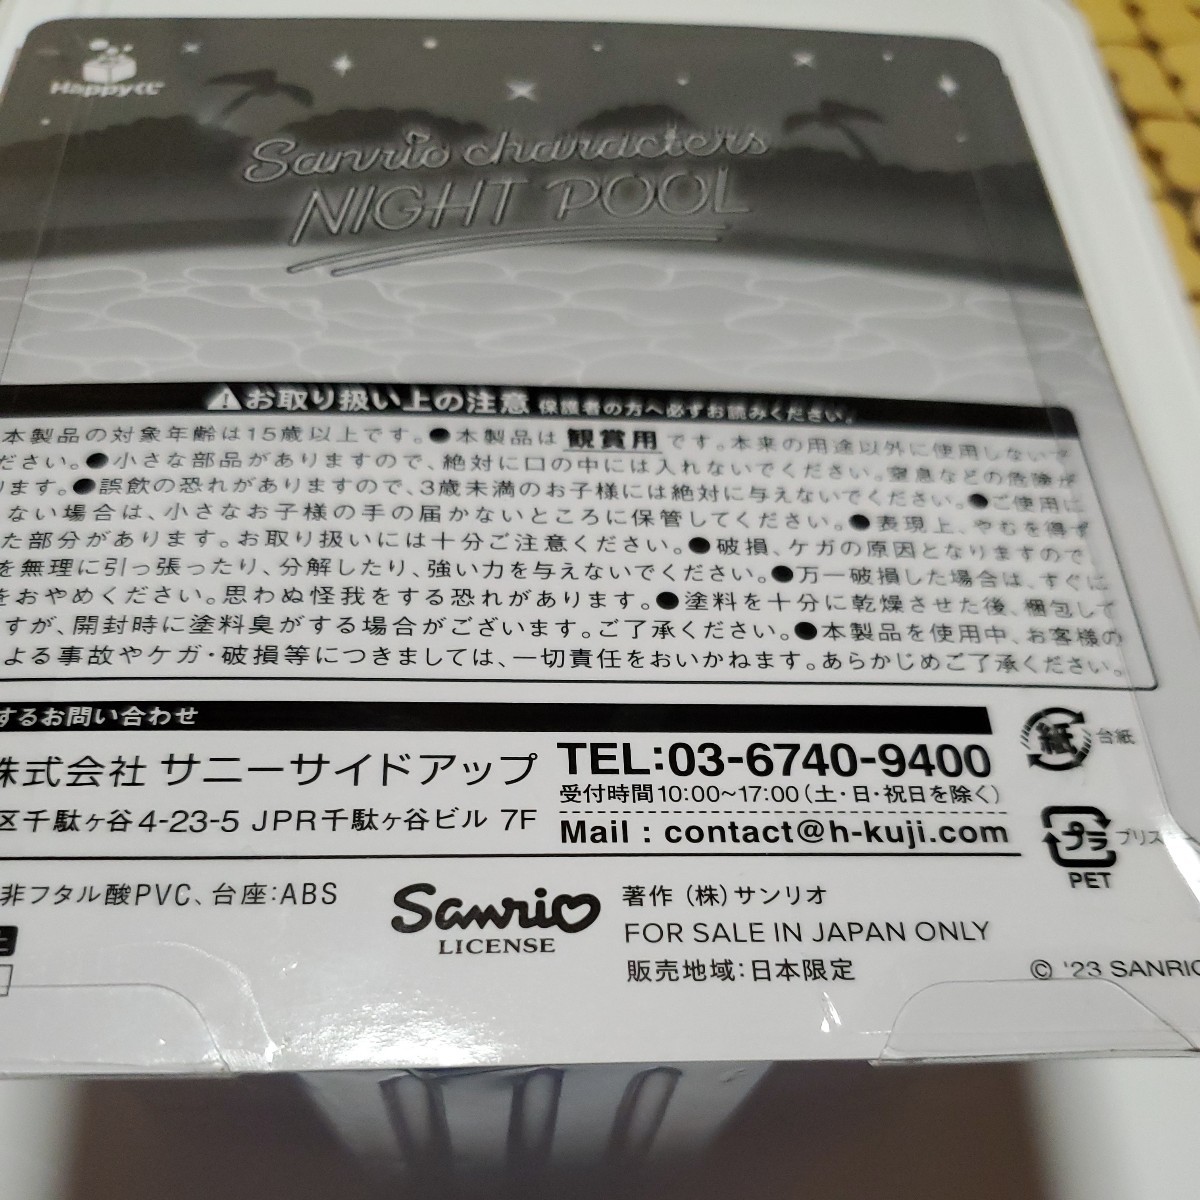 Happyくじ
Sanrio characters
NIGHT POOL
お取り扱い上の注意 保護者の方へ必ずお読みください。
本製品の対象年齢は15歳以上です。●本製品は 観賞用 です。本来の用途以外に使用しないで
ださい。●小さな部品がありますので、絶対に口の中には入れないでください。窒息などの危険が
ります。●誤飲の恐れがありますので、3歳未満のお子様には絶対に与えないでください。●ご使用に
ない場合は、小さなお子様の手の届かないところに保管してください。●表現上、やむを得ず
た部分があります。お取り扱いには十分ご注意ください。●破損、ケガの原因となりますので、
を無理に引っ張ったり、分解したり、強い力を与えないでください。●万一破損した場合は、すぐに
をおやめください。思わぬ怪我をする恐れがあります。●塗料を十分に乾燥させた後、梱包して
すが、開封時に塗料臭がする場合がございます。ご了承ください。●本製品を使用中、お客様の
よる事故やケガ・破損等につきましては、一切責任をおいかねます。あらかじめご了承ください。
するお問い合わせ
株式会社 サニーサイドアップ
区千駄ヶ谷4-23-5 JPR千駄ヶ谷ビル 7F
TEL:03-6740-9400
受付時間10:00~17:00(土・日・祝日を除く)
Mail : contact@h-kuji.com
紙 台紙
プラ プリス
PET
非フタル酸PVC、台座:ABS
Sanrio
LICENSE
著作 (株)サンリオ
FOR SALE IN JAPAN ONLY
販売地域:日本限定
© '23 SANRIO